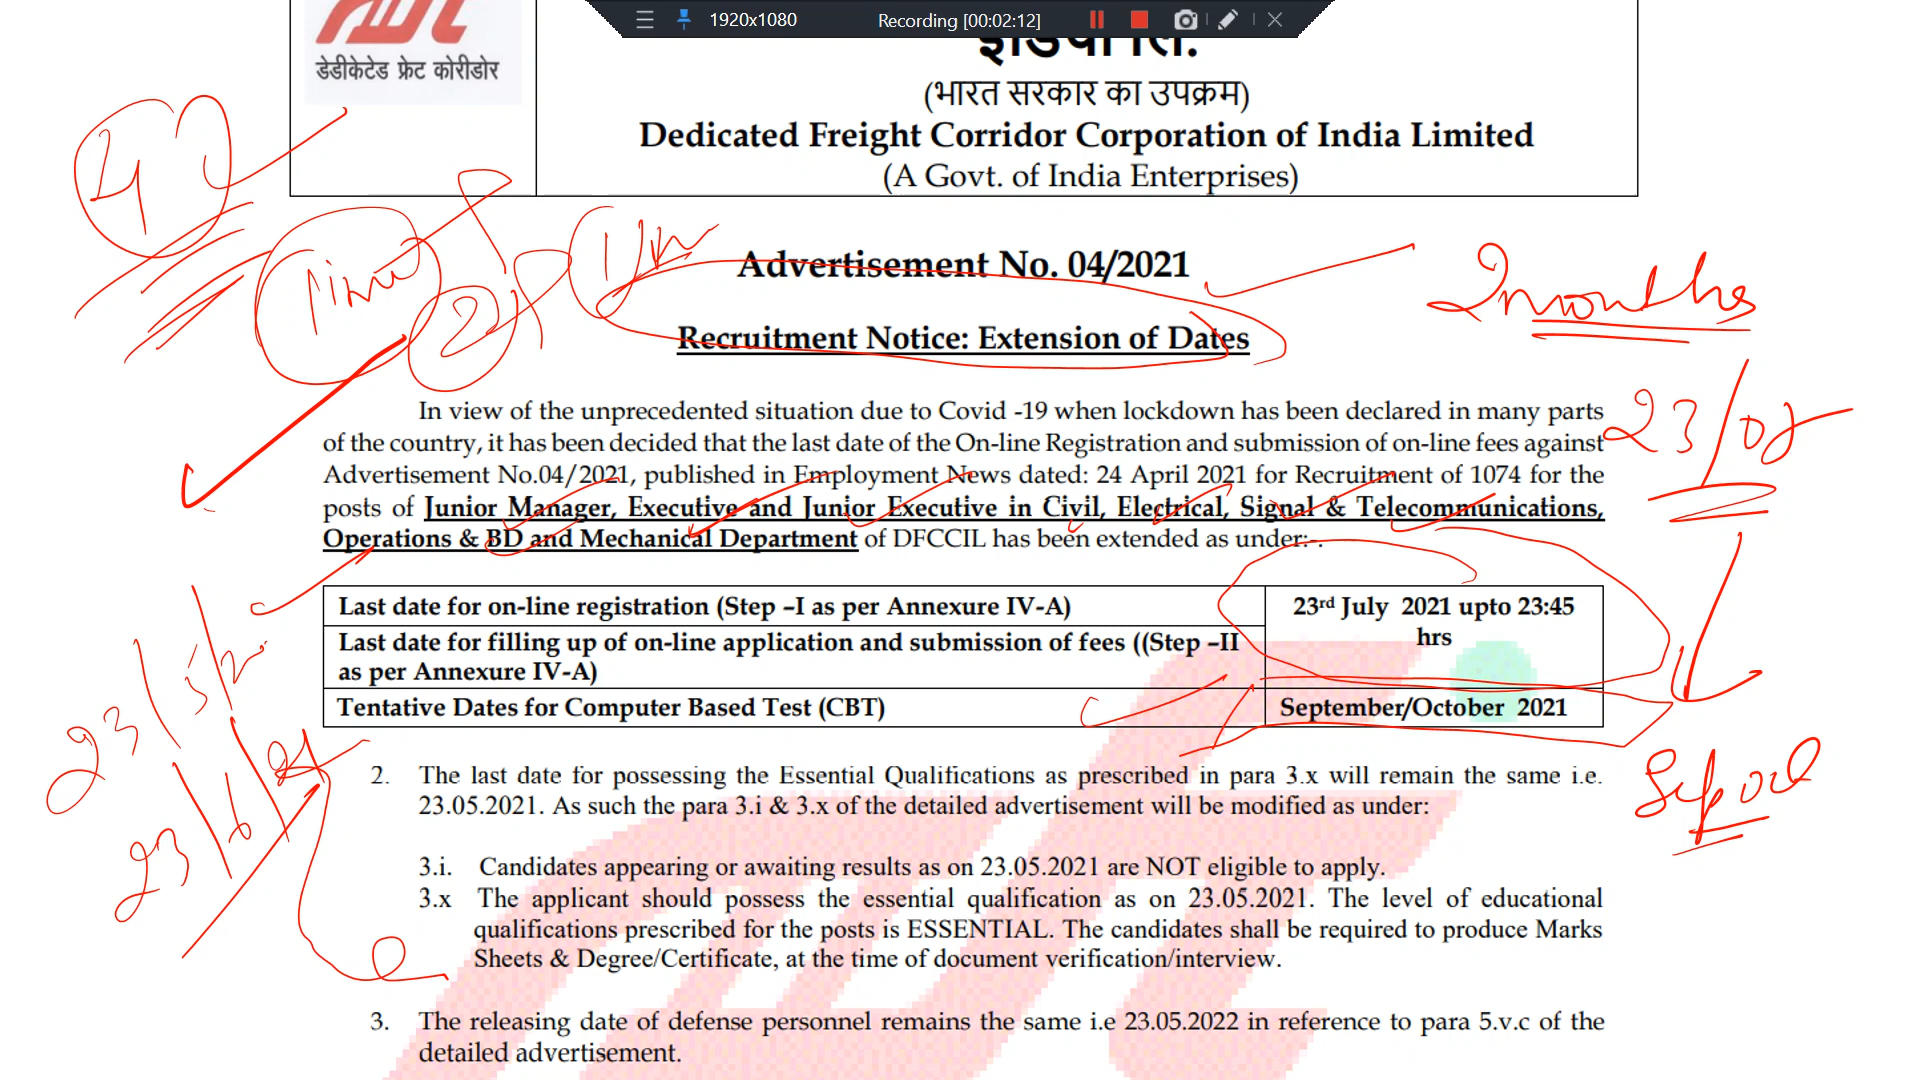 1920x1080 Recording [00:02:12]
डेडीकेटेड फ्रेट कोरीडोर
इंडिया लि.
(भारत सरकार का उपक्रम)
Dedicated Freight Corridor Corporation of India Limited
(A Govt. of India Enterprises)
Advertisement No. 04/2021
2months
Recruitment Notice: Extension of Dates
In view of the unprecedented situation due to Covid -19 when lockdown has been declared in many parts
of the country, it has been decided that the last date of the On-line Registration and submission of on-line fees against
Advertisement No.04/2021, published in Employment News dated: 24 April 2021 for Recruitment of 1074 for the
posts of Junior Manager, Executive and Junior Executive in Civil, Electrical, Signal & Telecommunications,
Operations & BD and Mechanical Department of DFCCIL has been extended as under:-.
Last date for on-line registration (Step –I as per Annexure IV-A)
23rd July 2021 upto 23:45
hrs
Last date for filling up of on-line application and submission of fees ((Step –II
as per Annexure IV-A)
Tentative Dates for Computer Based Test (CBT)
September/October 2021
2. The last date for possessing the Essential Qualifications as prescribed in para 3.x will remain the same i.e.
23.05.2021. As such the para 3.i & 3.x of the detailed advertisement will be modified as under:
23/6/21
3.i. Candidates appearing or awaiting results as on 23.05.2021 are NOT eligible to apply.
3.x The applicant should possess the essential qualification as on 23.05.2021. The level of educational
qualifications prescribed for the posts is ESSENTIAL. The candidates shall be required to produce Marks
Sheets & Degree/Certificate, at the time of document verification/interview.
3. The releasing date of defense personnel remains the same i.e 23.05.2022 in reference to para 5.v.c of the
detailed advertisement.